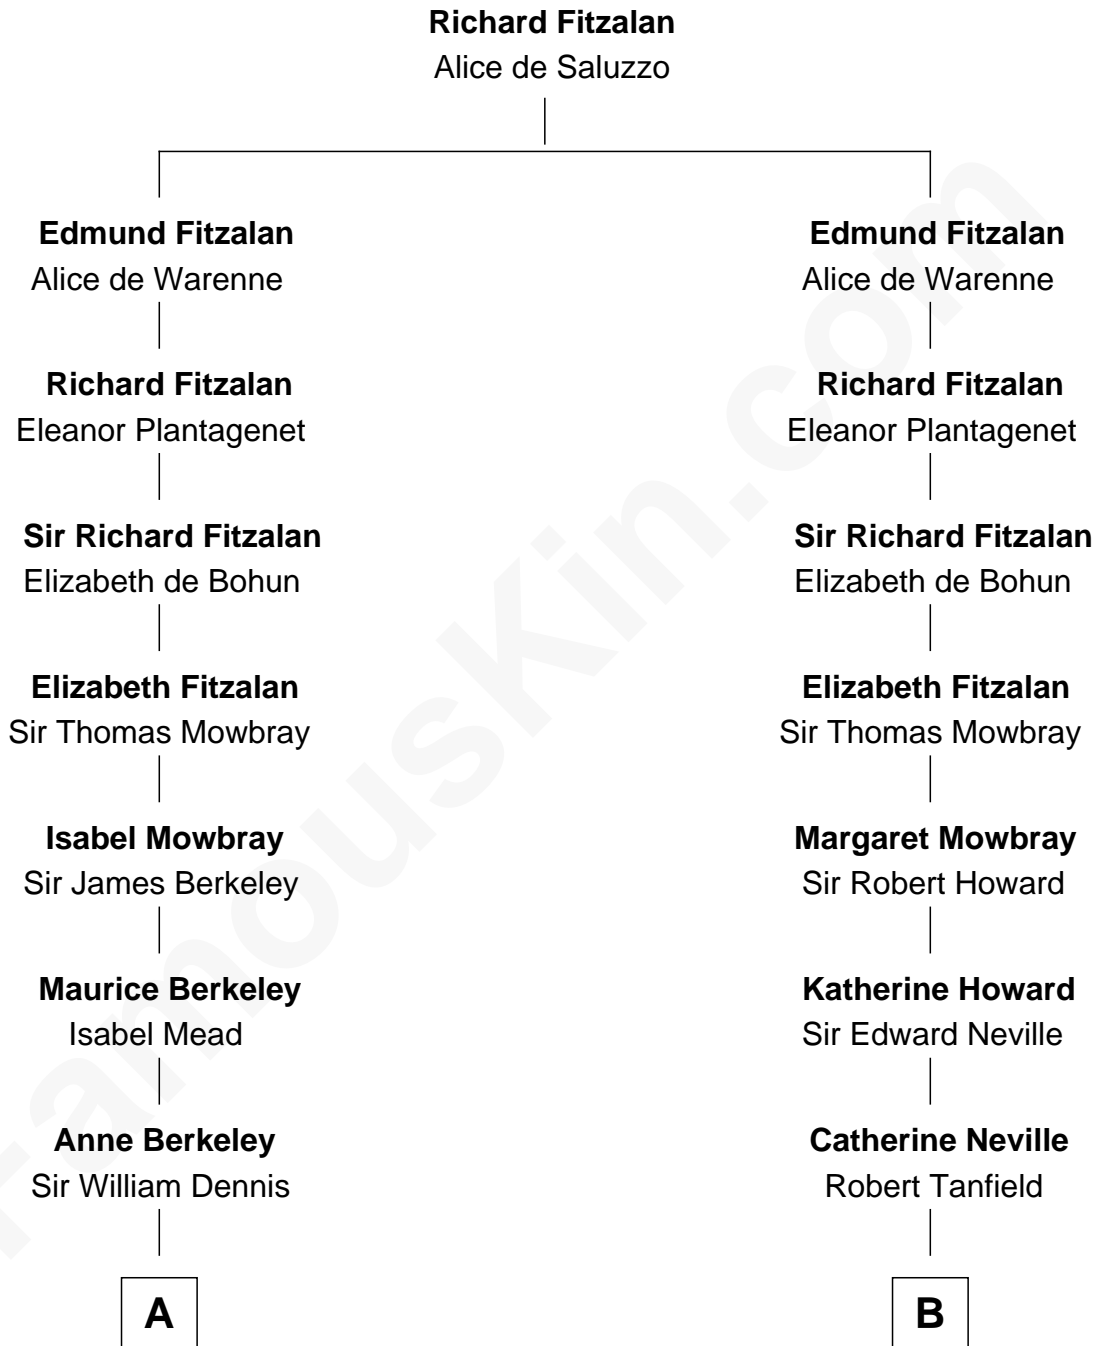 Richard Fitzalan
Alice de Saluzzo
Edmund Fitzalan
Alice de Warenne
Edmund Fitzalan
Alice de Warenne
Richard Fitzalan
Eleanor Plantagenet
Richard Fitzalan
Eleanor Plantagenet
Sir Richard Fitzalan
Elizabeth de Bohun
Sir Richard Fitzalan
Elizabeth de Bohun
Elizabeth Fitzalan
Sir Thomas Mowbray
Elizabeth Fitzalan
Sir Thomas Mowbray
Isabel Mowbray
Sir James Berkeley
Margaret Mowbray
Sir Robert Howard
Maurice Berkeley
Isabel Mead
Katherine Howard
Sir Edward Neville
Anne Berkeley
Sir William Dennis
Catherine Neville
Robert Tanfield
A
B
FamousKin.com